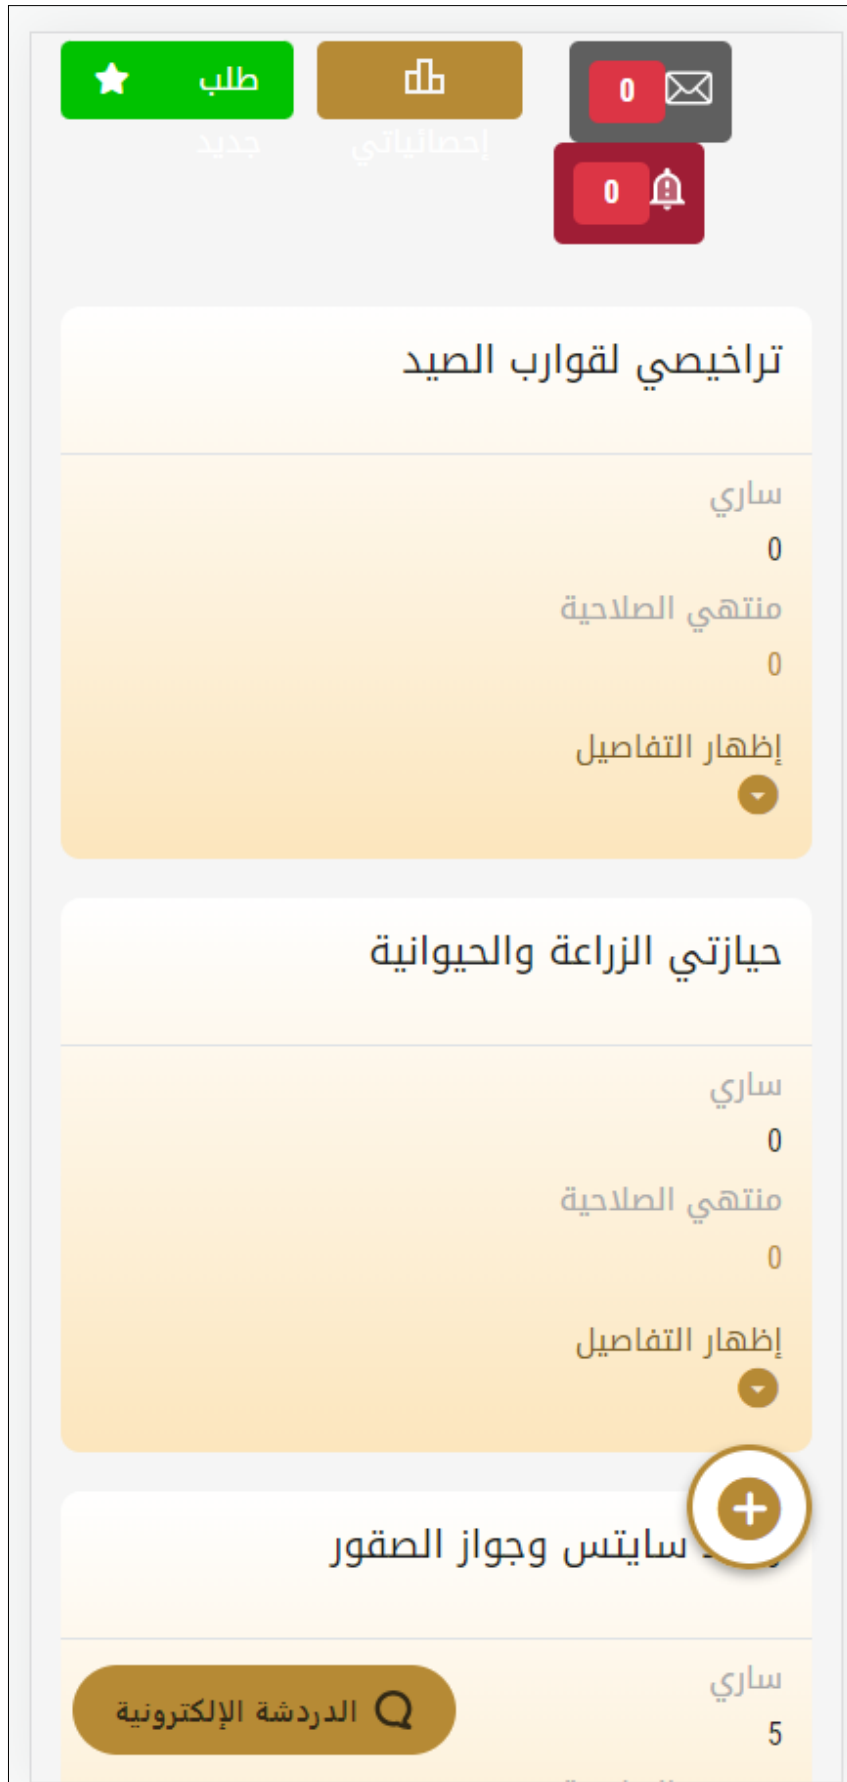 0
إحصائياتي
طلب
جديد
0
تراخيصي لقوارب الصيد
ساري
0
منتهي الصلاحية
0
إظهار التفاصيل
حيازتي الزراعة والحيوانية
ساري
0
منتهي الصلاحية
0
إظهار التفاصيل
سايتس وجواز الصقور
ساري
5
الدردشة الإلكترونية